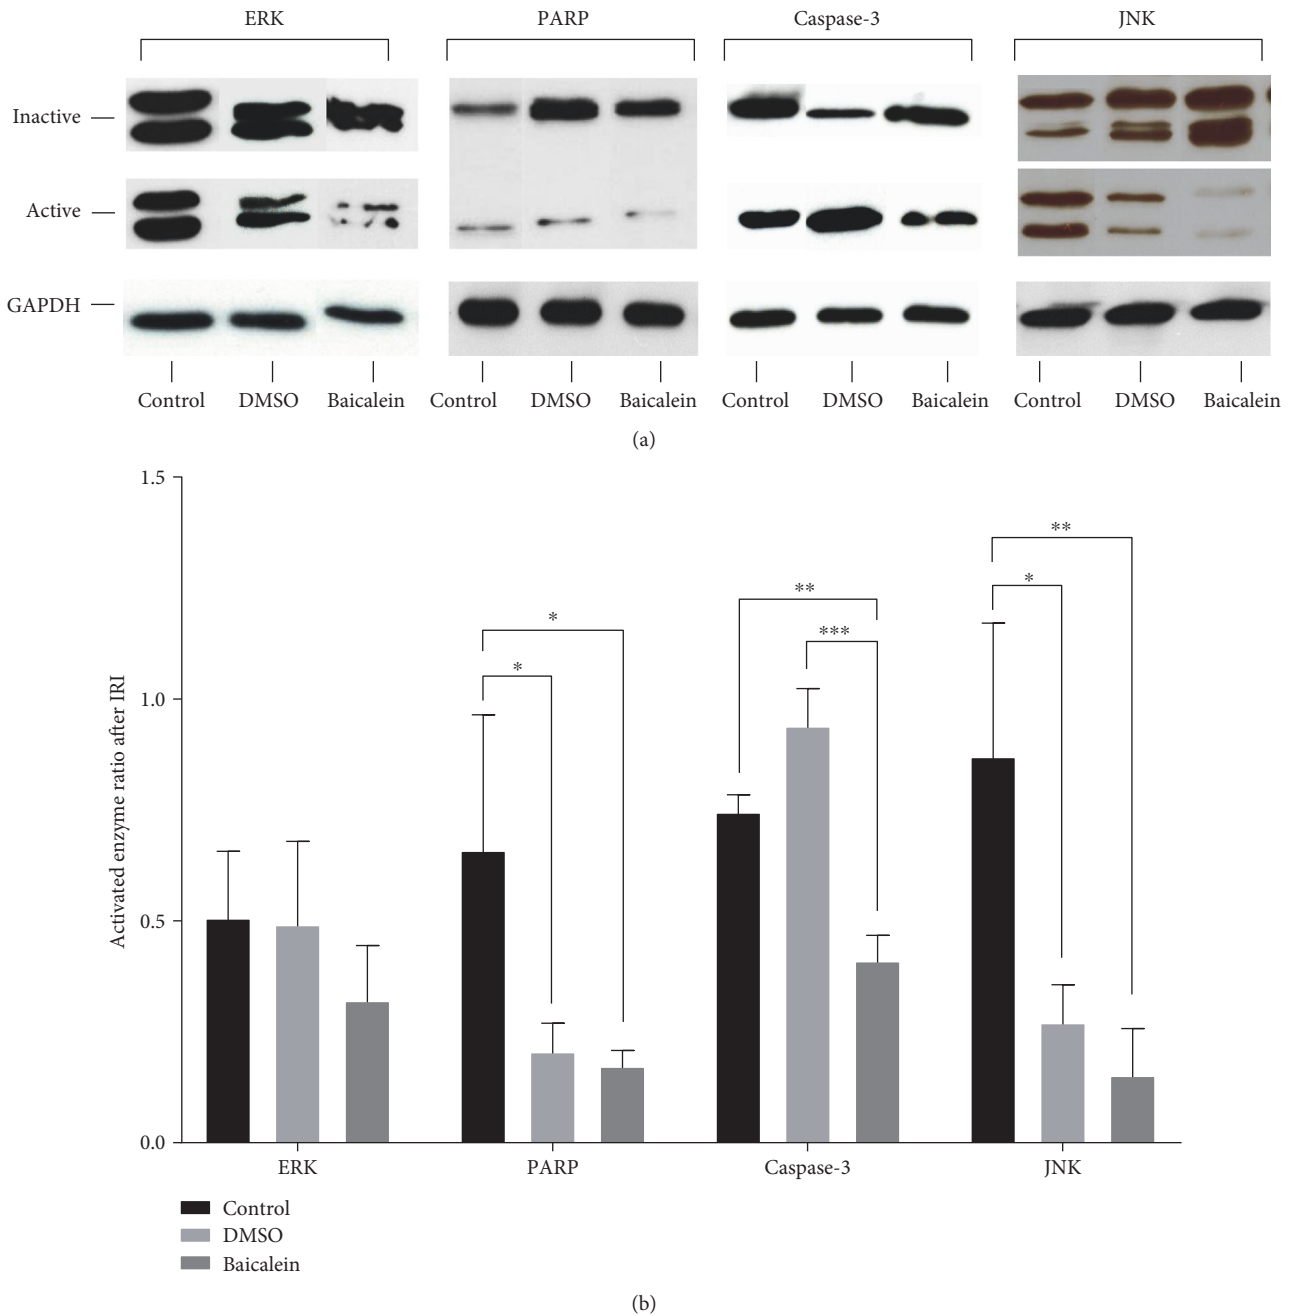 ERK PARP Caspase-3 JNK
Inactive
Active
GAPDH
Control DMSO Baicalein Control DMSO Baicalein Control DMSO Baicalein Control DMSO Baicalein
(a)
1.5
1.0
0.5
0.0
Activated enzyme ratio after IRI
**
*
*
*
**
***
ERK PARP Caspase-3 JNK
Control
DMSO
Baicalein
(b)